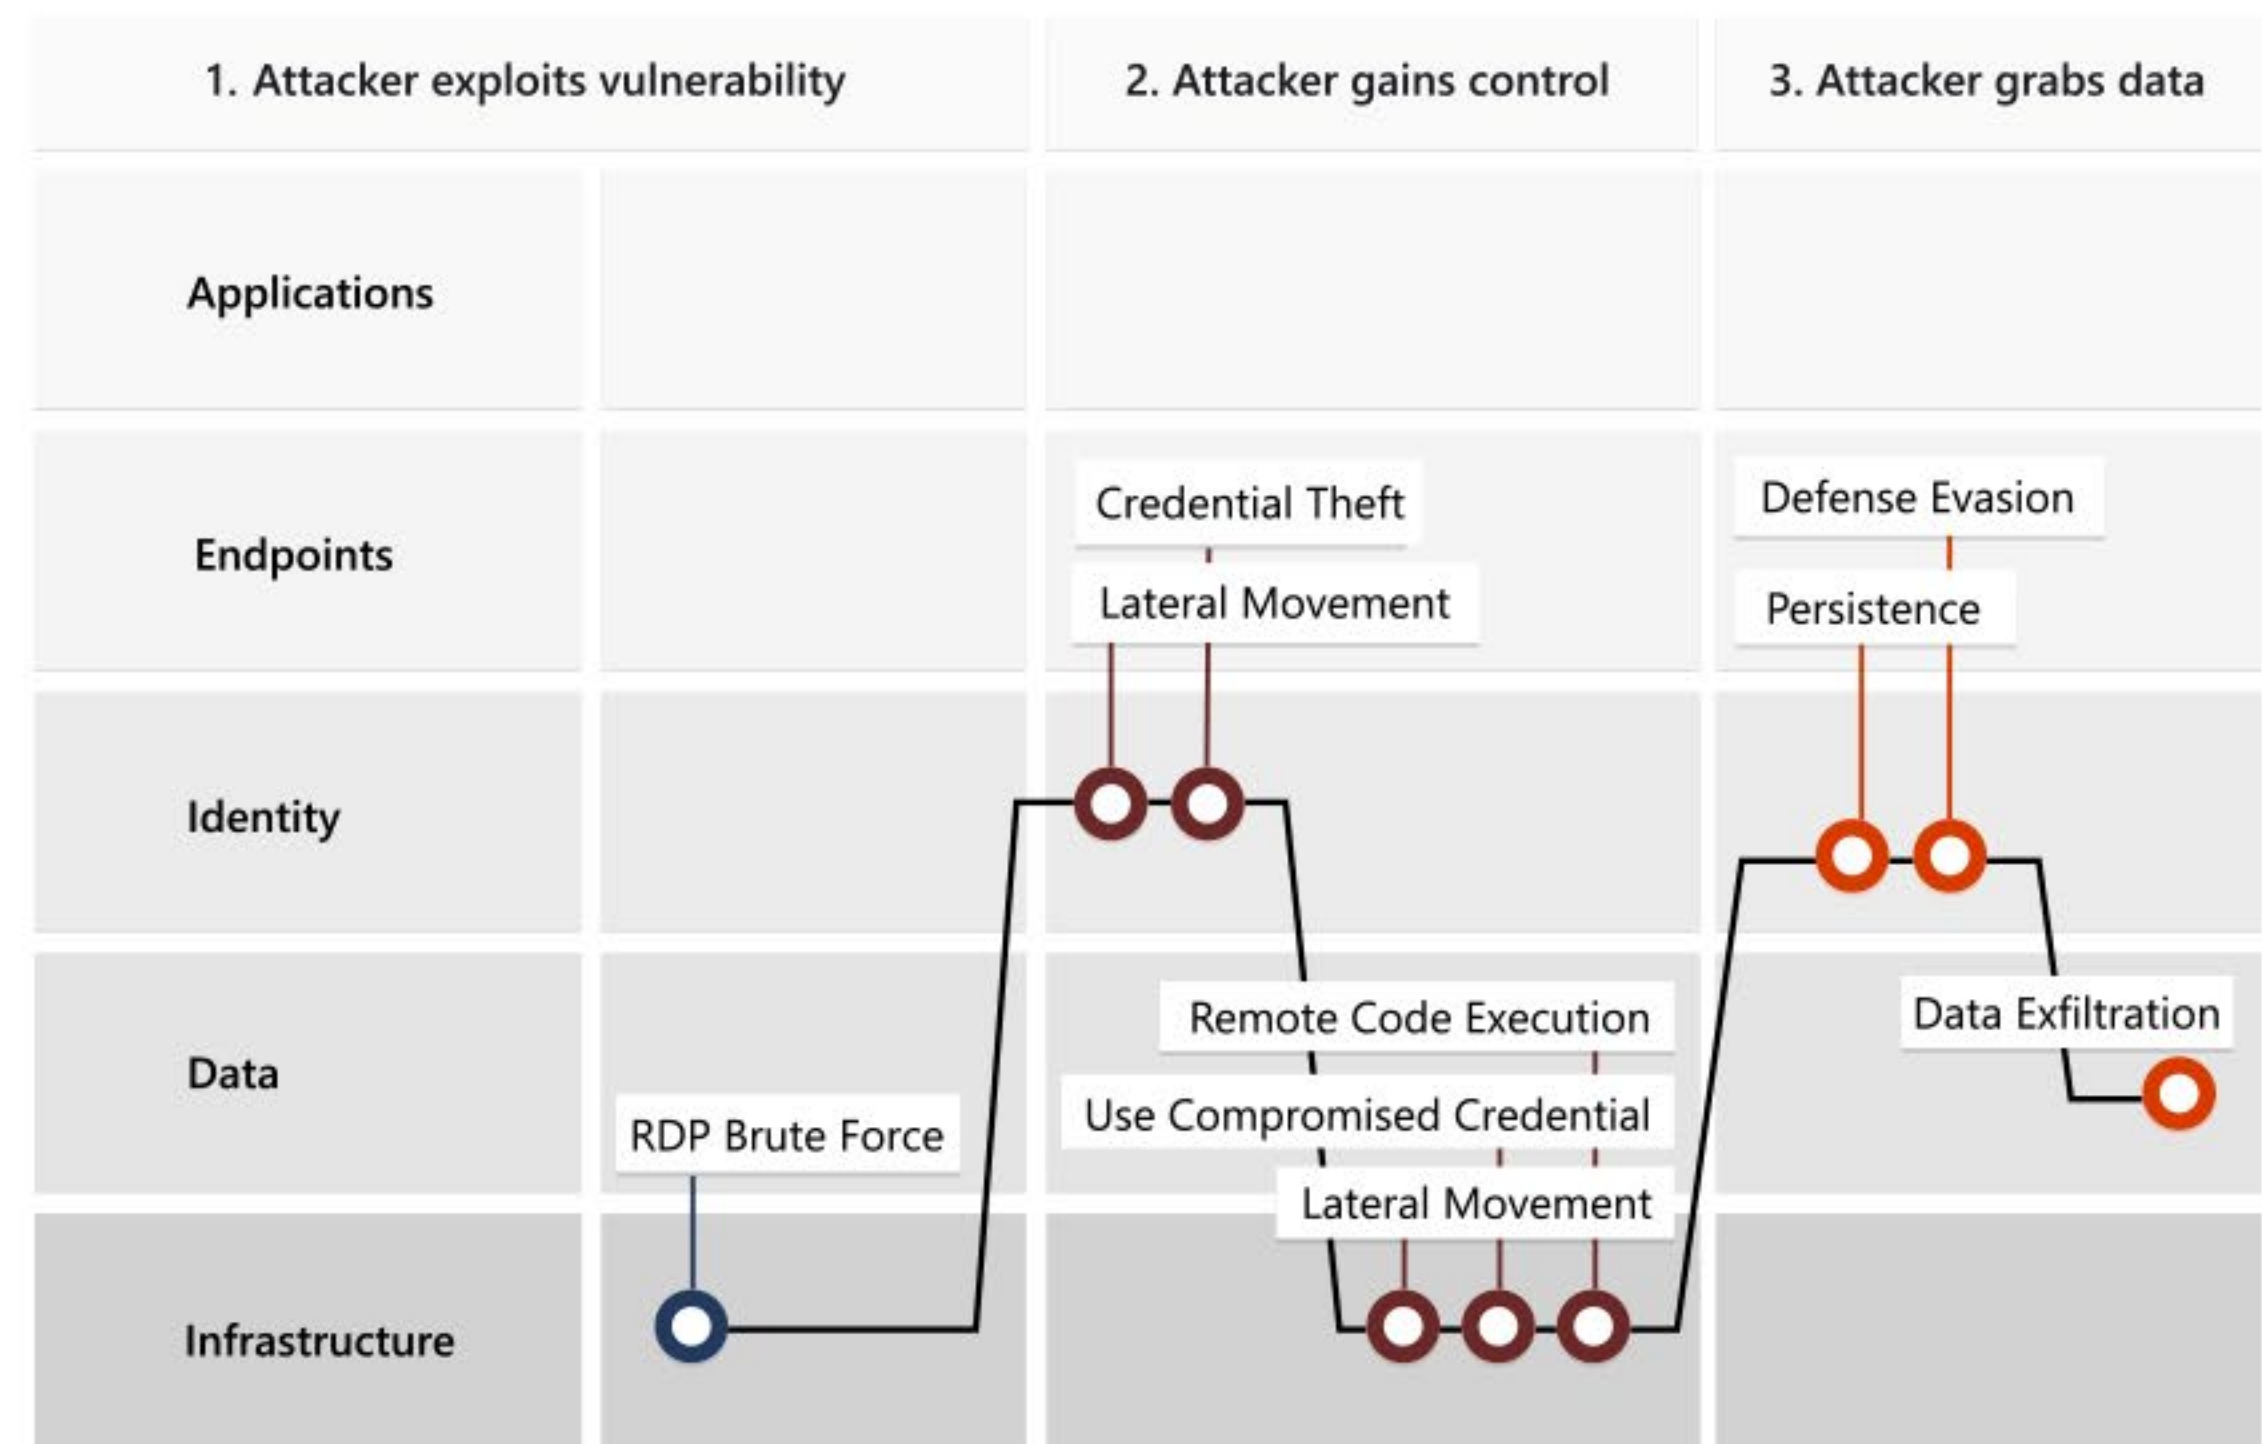 1. Attacker exploits vulnerability
2. Attacker gains control
3. Attacker grabs data
Applications
Endpoints
Credential Theft
Lateral Movement
Defense Evasion
Persistence
Identity
Data
RDP Brute Force
Remote Code Execution
Use Compromised Credential
Lateral Movement
Data Exfiltration
Infrastructure